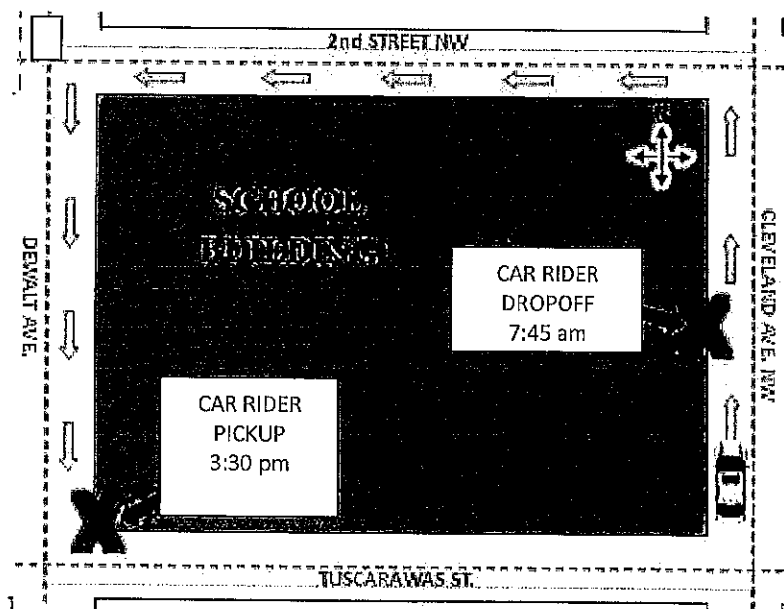 2nd STREET NW
N
SCHOOL
BUILDING
DEWALT AVE.
CLEVELAND AVE. NW
CAR RIDER
DROPOFF
7:45 am
CAR RIDER
PICKUP
3:30 pm
TUSCARAWAS ST.